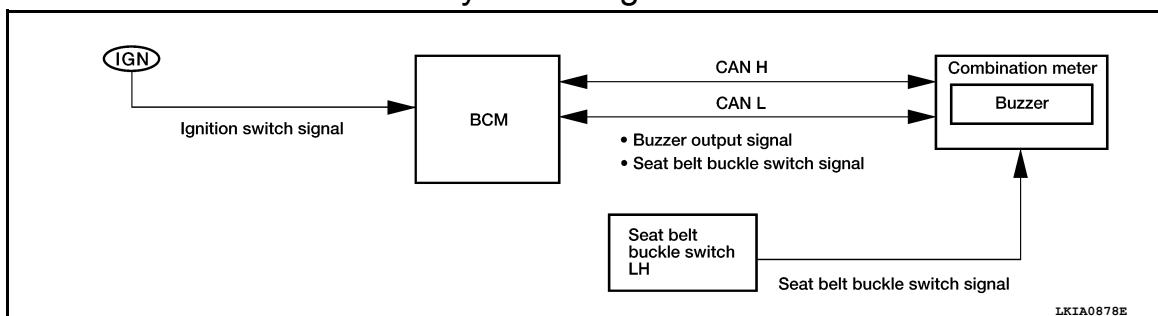 IGN
Ignition switch signal
BCM
CAN H
CAN L
• Buzzer output signal
• Seat belt buckle switch signal
Combination meter
Buzzer
Seat belt
buckle switch
LH
Seat belt buckle switch signal
LKIA0878E